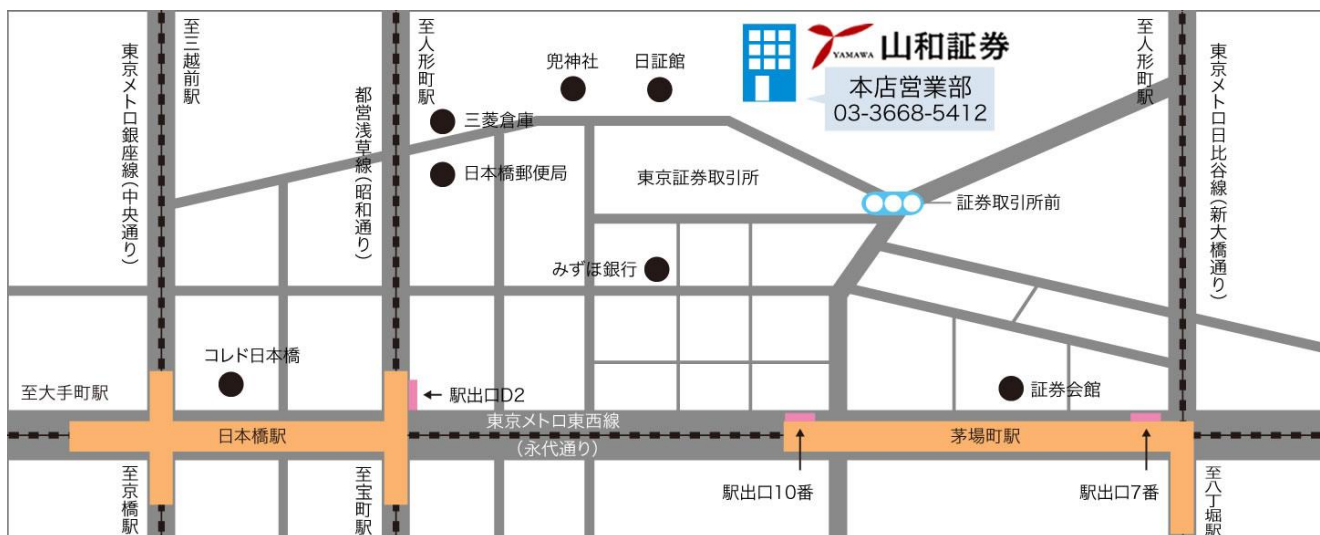 東京メトロ銀座線(中央通り)
至三越前駅
都営浅草線(昭和通り)
至人形町駅
兜神社
日証館
YAMAWA 山和証券
本店営業部
03-3668-5412
至人形町駅
東京メトロ日比谷線(新大橋通り)
三菱倉庫
日本橋郵便局
東京証券取引所
証券取引所前
みずほ銀行
コレド日本橋
至大手町駅
駅出口D2
証券会館
東京メトロ東西線
(永代通り)
日本橋駅
茅場町駅
至京橋駅
至宝町駅
駅出口10番
駅出口7番
至八丁堀駅